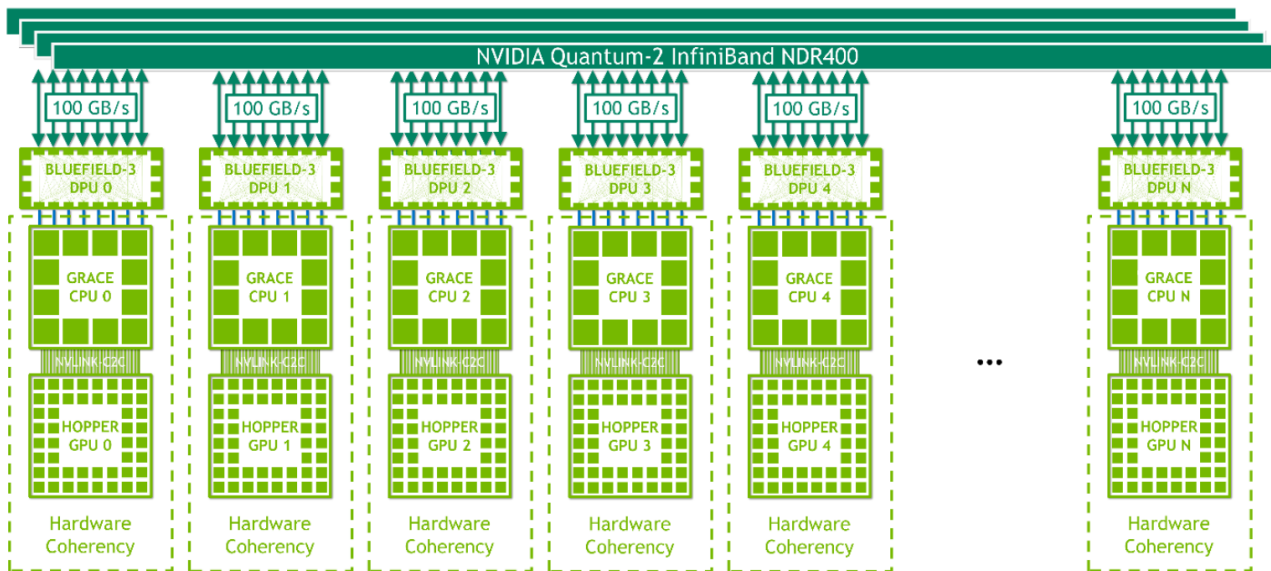 NVIDIA Quantum-2 InfiniBand NDR400
100 GB/s
100 GB/s
100 GB/s
100 GB/s
100 GB/s
100 GB/s
BLUEFIELD-3
DPU 0
BLUEFIELD-3
DPU 1
BLUEFIELD-3
DPU 2
BLUEFIELD-3
DPU 3
BLUEFIELD-3
DPU 4
BLUEFIELD-3
DPU N
GRACE
CPU 0
GRACE
CPU 1
GRACE
CPU 2
GRACE
CPU 3
GRACE
CPU 4
GRACE
CPU N
NVLINK-C2C
NVLINK-C2C
NVLINK-C2C
NVLINK-C2C
NVLINK-C2C
...
NVLINK-C2C
HOPPER
GPU 0
HOPPER
GPU 1
HOPPER
GPU 2
HOPPER
GPU 3
HOPPER
GPU 4
HOPPER
GPU N
Hardware
Coherency
Hardware
Coherency
Hardware
Coherency
Hardware
Coherency
Hardware
Coherency
Hardware
Coherency